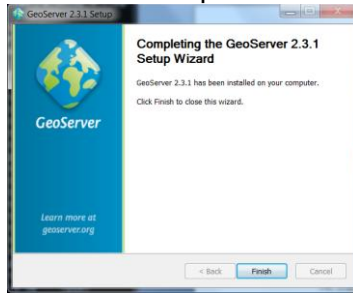 GeoServer 2.3.1 Setup
Completing the GeoServer 2.3.1
Setup Wizard
GeoServer 2.3.1 has been installed on your computer.
Click Finish to close this wizard.
GeoServer
Learn more at
geoserver.org
< Back
Finish
Cancel